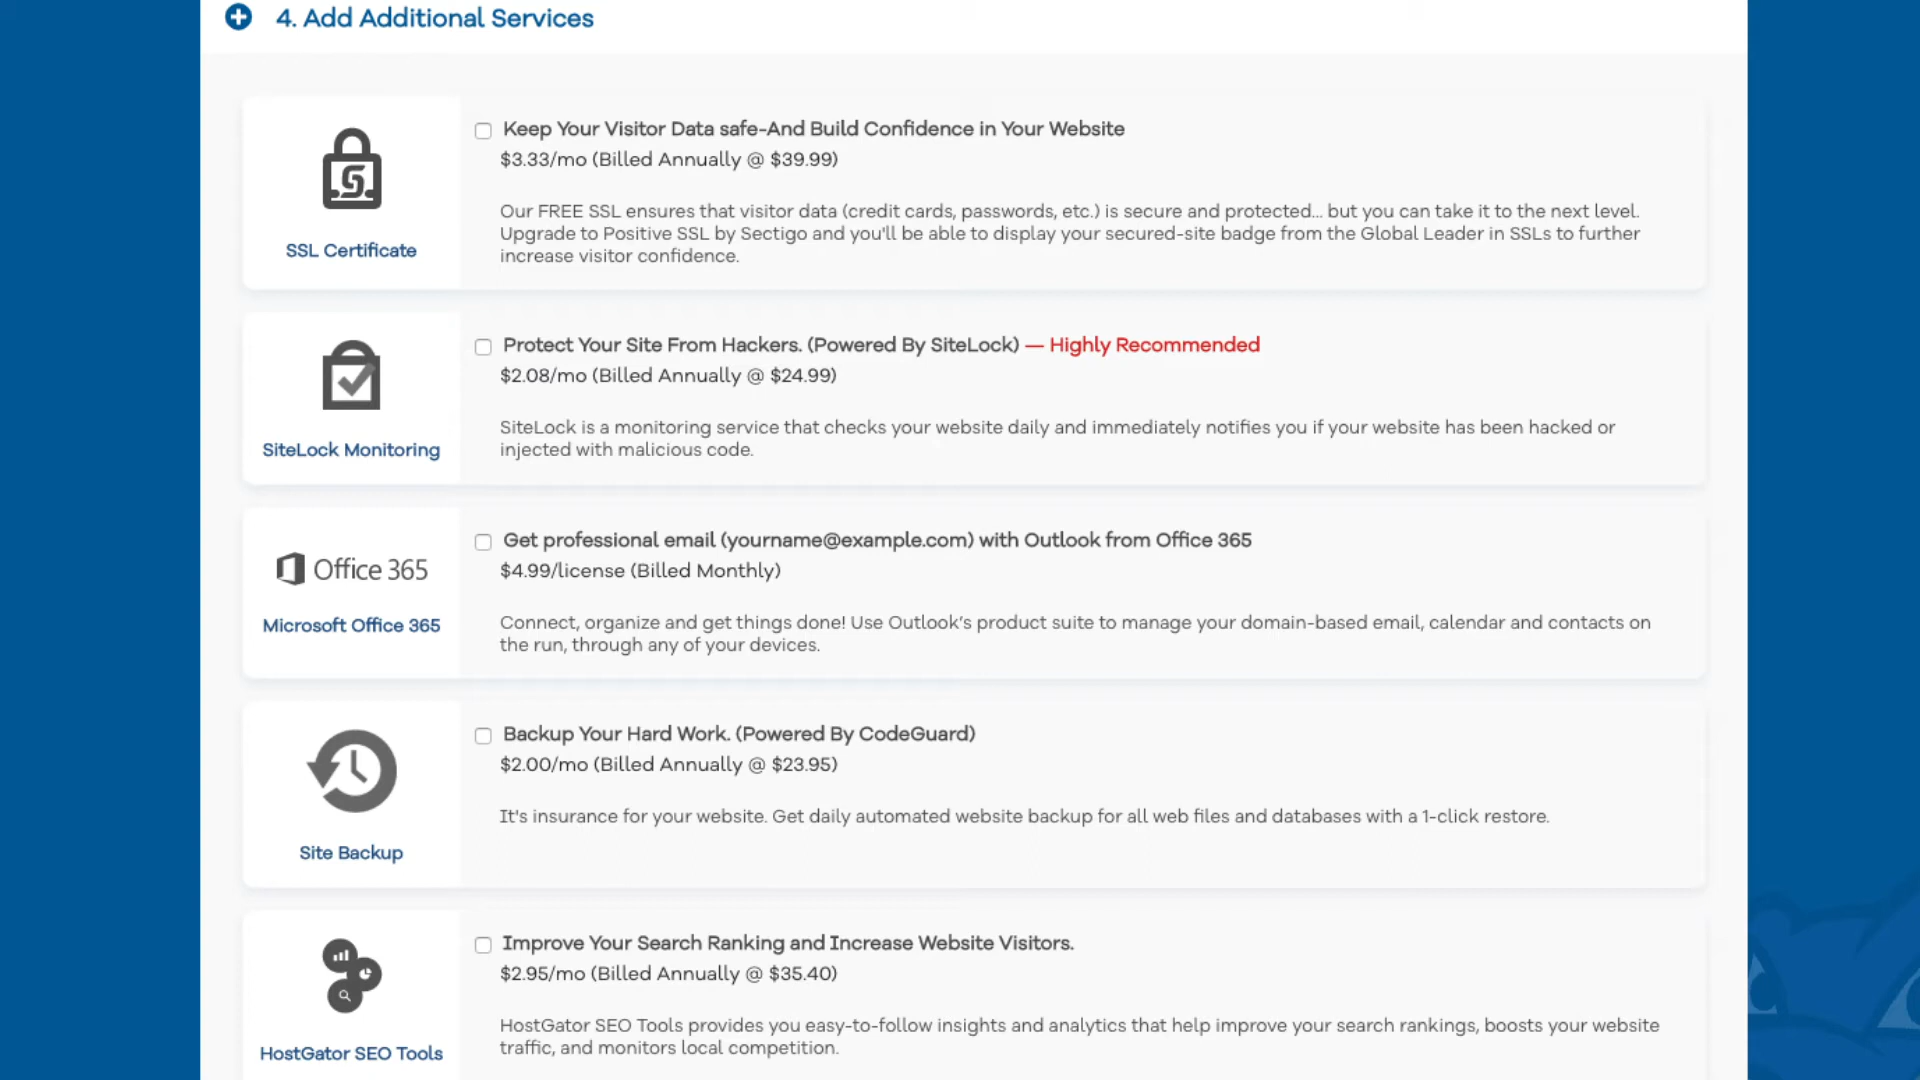 4. Add Additional Services
Keep Your Visitor Data safe-And Build Confidence in Your Website
$3.33/mo (Billed Annually @ $39.99)
Our FREE SSL ensures that visitor data (credit cards, passwords, etc.) is secure and protected... but you can take it to the next level.
Upgrade to Positive SSL by Sectigo and you'll be able to display your secured-site badge from the Global Leader in SSLs to further
increase visitor confidence.
SSL Certificate
Protect Your Site From Hackers. (Powered By SiteLock) — Highly Recommended
$2.08/mo (Billed Annually @ $24.99)
SiteLock is a monitoring service that checks your website daily and immediately notifies you if your website has been hacked or
injected with malicious code.
SiteLock Monitoring
Get professional email (yourname@example.com) with Outlook from Office 365
$4.99/license (Billed Monthly)
Office 365
Connect, organize and get things done! Use Outlook's product suite to manage your domain-based email, calendar and contacts on
the run, through any of your devices.
Microsoft Office 365
Backup Your Hard Work. (Powered By CodeGuard)
$2.00/mo (Billed Annually @ $23.95)
It's insurance for your website. Get daily automated website backup for all web files and databases with a 1-click restore.
Site Backup
Improve Your Search Ranking and Increase Website Visitors.
$2.95/mo (Billed Annually @ $35.40)
HostGator SEO Tools provides you easy-to-follow insights and analytics that help improve your search rankings, boosts your website
traffic, and monitors local competition.
HostGator SEO Tools